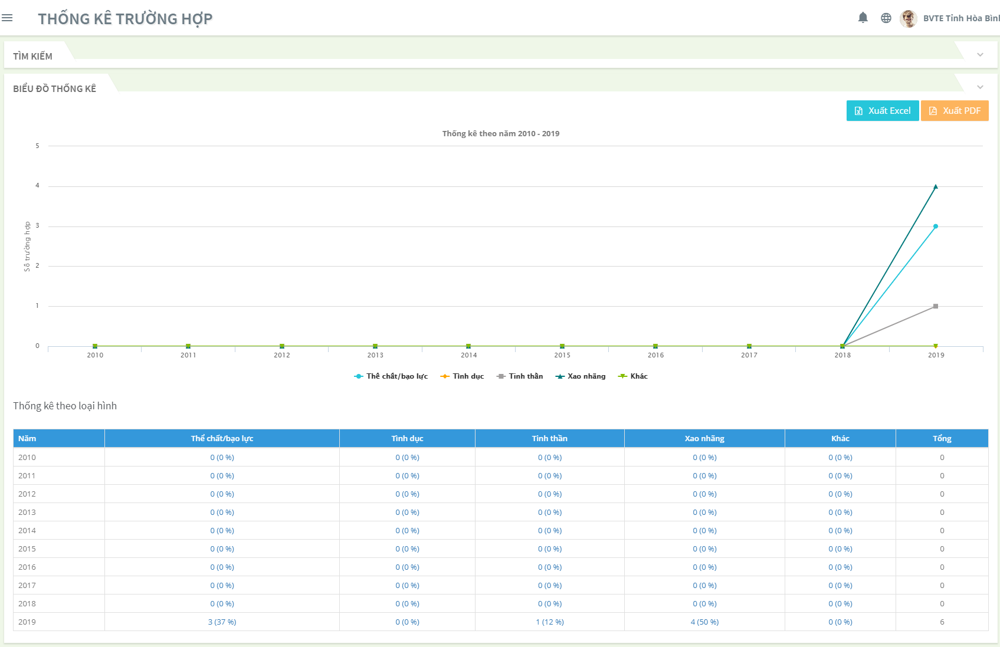 THỐNG KÊ TRƯỜNG HỢP
BVTE Tỉnh Hòa Bìn
TÌM KIẾM
BIỂU ĐỒ THỐNG KÊ
Xuất Excel
Xuất PDF
Thống kê theo năm 2010 - 2019
Số trường hợp
5
4
3
2
1
0
2010 2011 2012 2013 2014 2015 2016 2017 2018 2019
Thể chất/bạo lực Tình dục Tinh thần Xao nhãng Khác
Thống kê theo loại hình
Năm Thể chất/bạo lực Tình dục Tinh thần Xao nhãng Khác Tổng
2010 0 (0 %) 0 (0 %) 0 (0 %) 0 (0 %) 0 (0 %) 0
2011 0 (0 %) 0 (0 %) 0 (0 %) 0 (0 %) 0 (0 %) 0
2012 0 (0 %) 0 (0 %) 0 (0 %) 0 (0 %) 0 (0 %) 0
2013 0 (0 %) 0 (0 %) 0 (0 %) 0 (0 %) 0 (0 %) 0
2014 0 (0 %) 0 (0 %) 0 (0 %) 0 (0 %) 0 (0 %) 0
2015 0 (0 %) 0 (0 %) 0 (0 %) 0 (0 %) 0 (0 %) 0
2016 0 (0 %) 0 (0 %) 0 (0 %) 0 (0 %) 0 (0 %) 0
2017 0 (0 %) 0 (0 %) 0 (0 %) 0 (0 %) 0 (0 %) 0
2018 0 (0 %) 0 (0 %) 0 (0 %) 0 (0 %) 0 (0 %) 0
2019 3 (37 %) 0 (0 %) 1 (12 %) 4 (50 %) 0 (0 %) 6